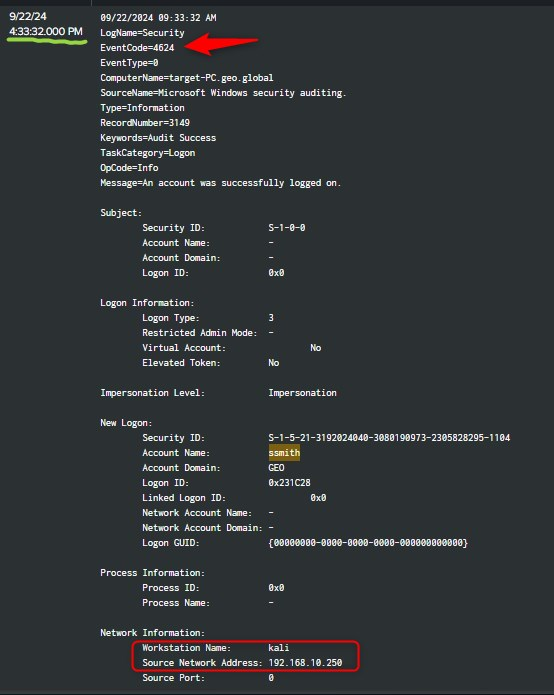 9/22/24
4:33:32.000 PM
09/22/2024 09:33:32 AM
LogName=Security
EventCode=4624
EventType=0
ComputerName=target-PC.geo.global
SourceName=Microsoft Windows security auditing.
Type=Information
RecordNumber=3149
Keywords=Audit Success
TaskCategory=Logon
OpCode=Info
Message=An account was successfully logged on.
Subject:
Security ID: S-1-0-0
Account Name: -
Account Domain: -
Logon ID: 0x0
Logon Information:
Logon Type: 3
Restricted Admin Mode: -
Virtual Account: No
Elevated Token: No
Impersonation Level: Impersonation
New Logon:
Security ID: S-1-5-21-3192024040-3080190973-2305828295-1104
Account Name: ssmith
Account Domain: GEO
Logon ID: 0x231C28
Linked Logon ID: 0x0
Network Account Name: -
Network Account Domain: -
Logon GUID: {00000000-0000-0000-0000-000000000000}
Process Information:
Process ID: 0x0
Process Name: -
Network Information:
Workstation Name: kali
Source Network Address: 192.168.10.250
Source Port: 0